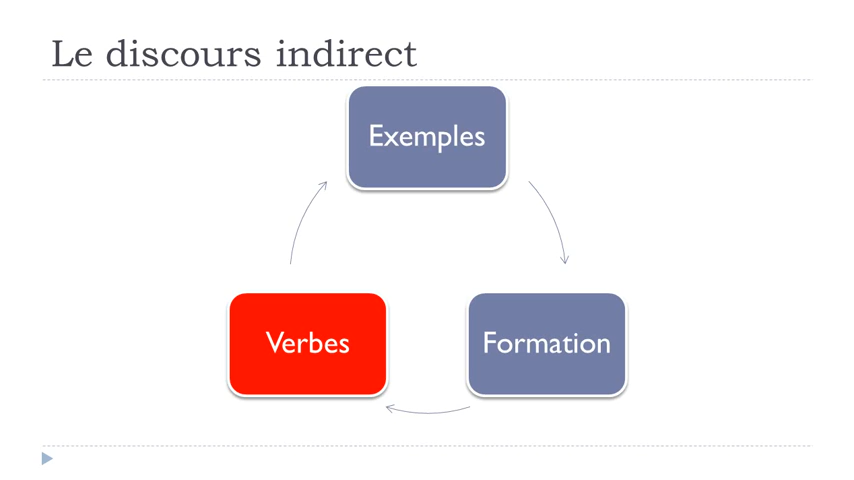 Le discours indirect
Exemples
Verbes
Formation